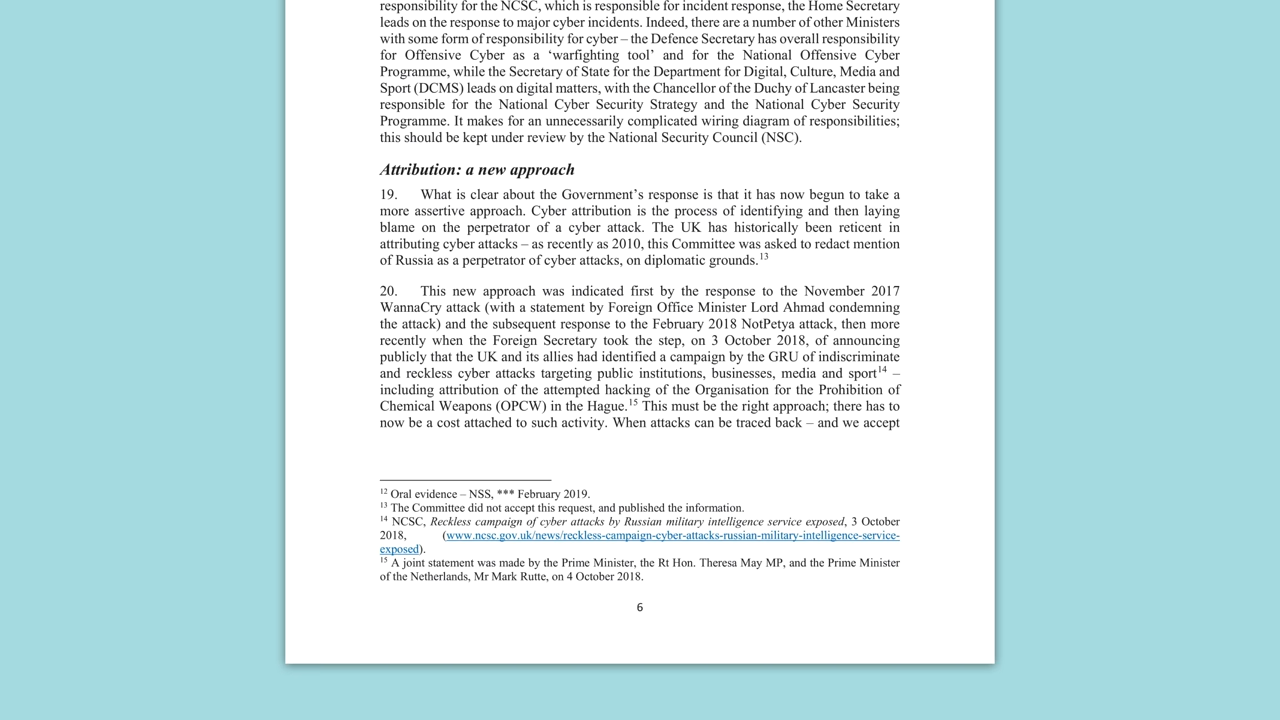 responsibility for the NCSC, which is responsible for incident response, the Home Secretary
leads on the response to major cyber incidents. Indeed, there are a number of other Ministers
with some form of responsibility for cyber – the Defence Secretary has overall responsibility
for Offensive Cyber as a ‘warfighting tool’ and for the National Offensive Cyber
Programme, while the Secretary of State for the Department for Digital, Culture, Media and
Sport (DCMS) leads on digital matters, with the Chancellor of the Duchy of Lancaster being
responsible for the National Cyber Security Strategy and the National Cyber Security
Programme. It makes for an unnecessarily complicated wiring diagram of responsibilities;
this should be kept under review by the National Security Council (NSC).
Attribution: a new approach
19. What is clear about the Government’s response is that it has now begun to take a
more assertive approach. Cyber attribution is the process of identifying and then laying
blame on the perpetrator of a cyber attack. The UK has historically been reticent in
attributing cyber attacks – as recently as 2010, this Committee was asked to redact mention
of Russia as a perpetrator of cyber attacks, on diplomatic grounds.13
20. This new approach was indicated first by the response to the November 2017
WannaCry attack (with a statement by Foreign Office Minister Lord Ahmad condemning
the attack) and the subsequent response to the February 2018 NotPetya attack, then more
recently when the Foreign Secretary took the step, on 3 October 2018, of announcing
publicly that the UK and its allies had identified a campaign by the GRU of indiscriminate
and reckless cyber attacks targeting public institutions, businesses, media and sport14 –
including attribution of the attempted hacking of the Organisation for the Prohibition of
Chemical Weapons (OPCW) in the Hague.15 This must be the right approach; there has to
now be a cost attached to such activity. When attacks can be traced back – and we accept
12 Oral evidence – NSS, *** February 2019.
13 The Committee did not accept this request, and published the information.
14 NCSC, Reckless campaign of cyber attacks by Russian military intelligence service exposed, 3 October
2018, (www.ncsc.gov.uk/news/reckless-campaign-cyber-attacks-russian-military-intelligence-service-
exposed).
15 A joint statement was made by the Prime Minister, the Rt Hon. Theresa May MP, and the Prime Minister
of the Netherlands, Mr Mark Rutte, on 4 October 2018.
6